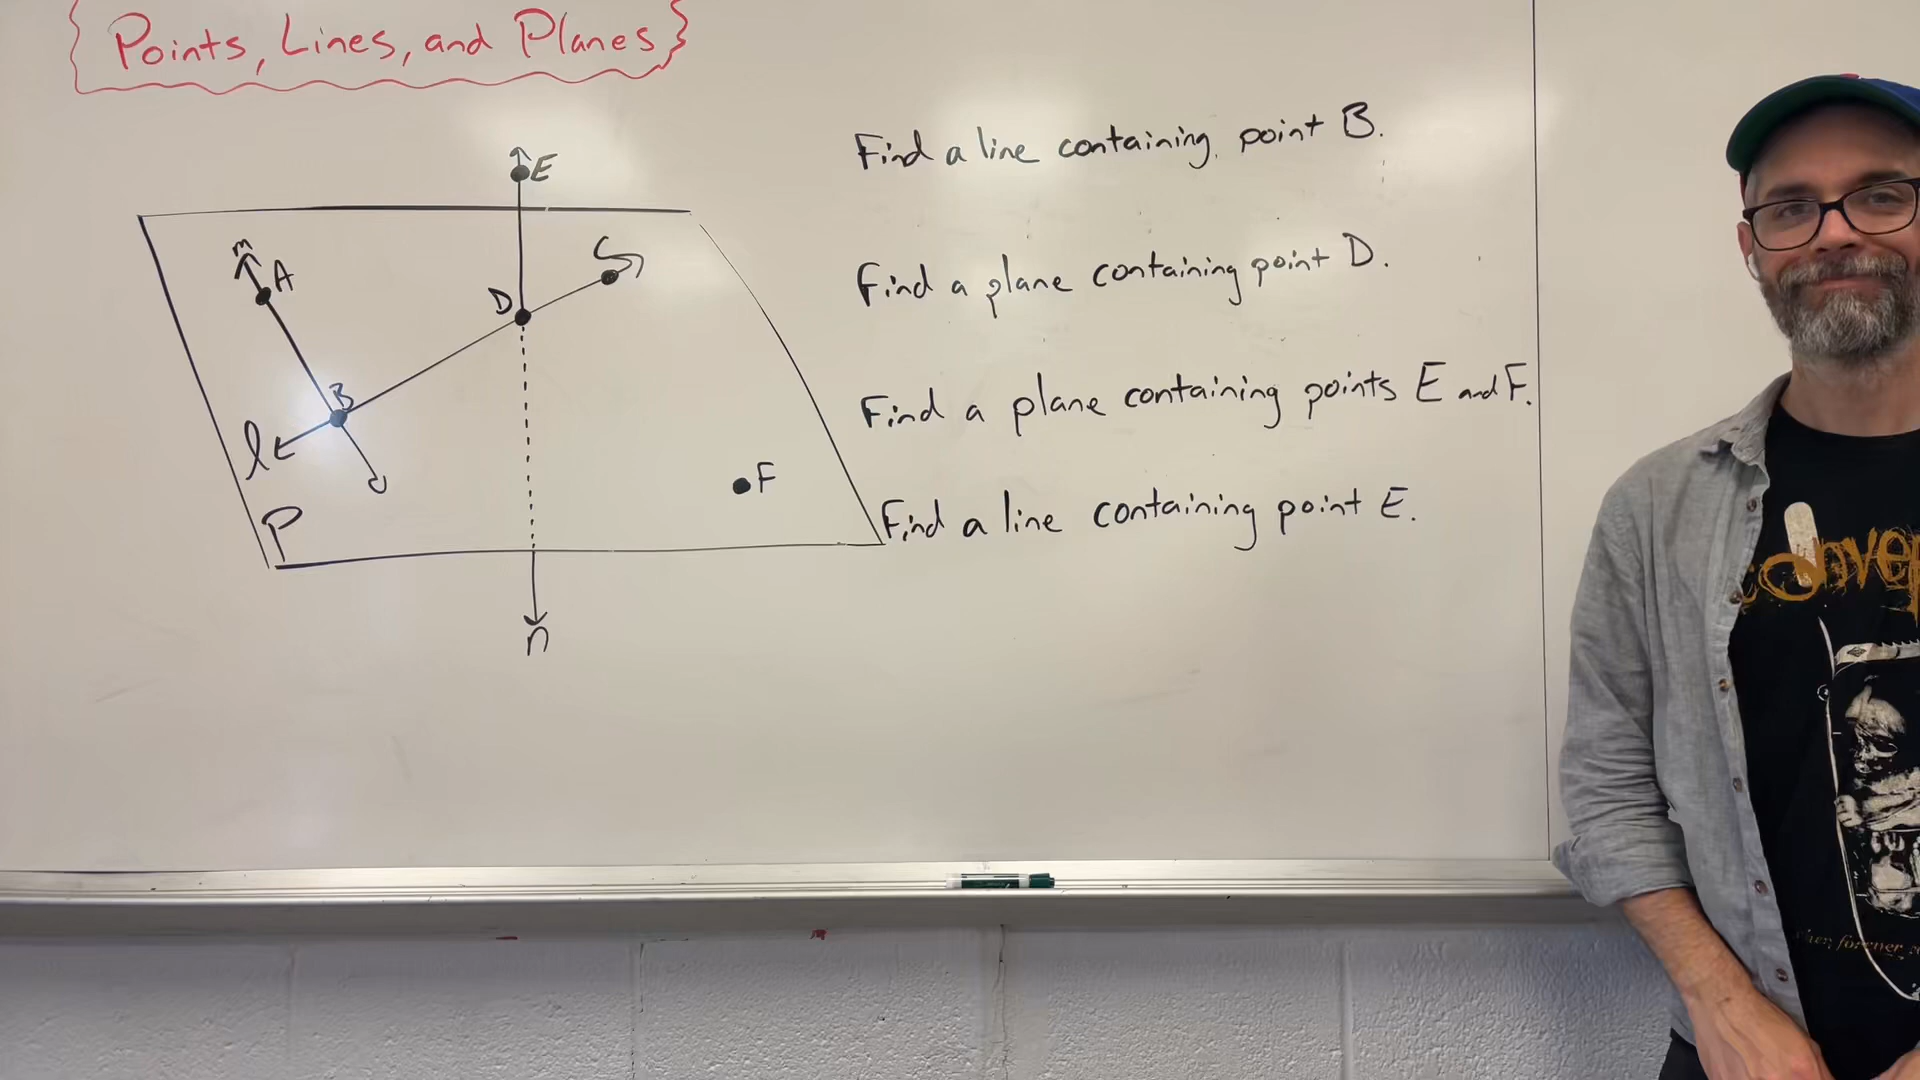 Points, Lines, and Planes
Find a line containing point B.
E
Find a plane containing point D.
m
A
C
D
Find a plane containing points E and F.
B
l
F
Find a line containing point E.
P
n